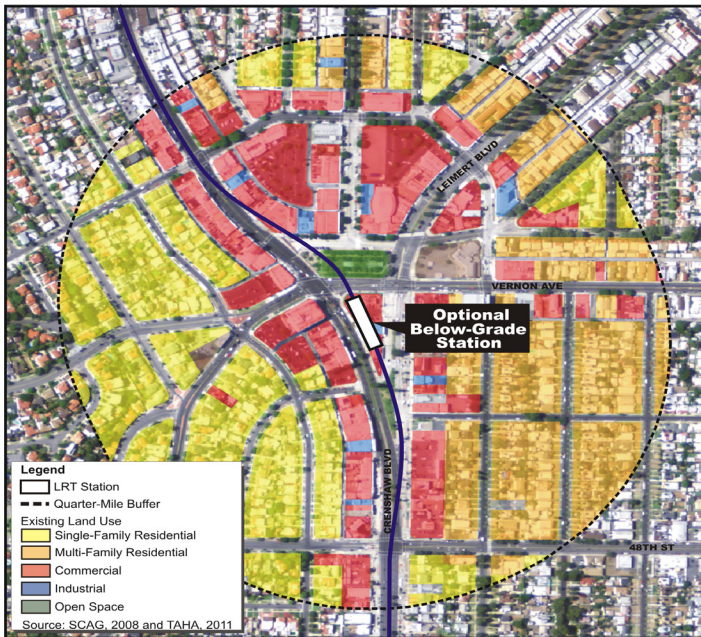 LEIMERT BLVD
VERNON AVE
Optional
Below-Grade
Station
CRENSHAW BLVD
48TH ST
Legend
LRT Station
Quarter-Mile Buffer
Existing Land Use
Single-Family Residential
Multi-Family Residential
Commercial
Industrial
Open Space
Source: SCAG, 2008 and TAHA, 2011